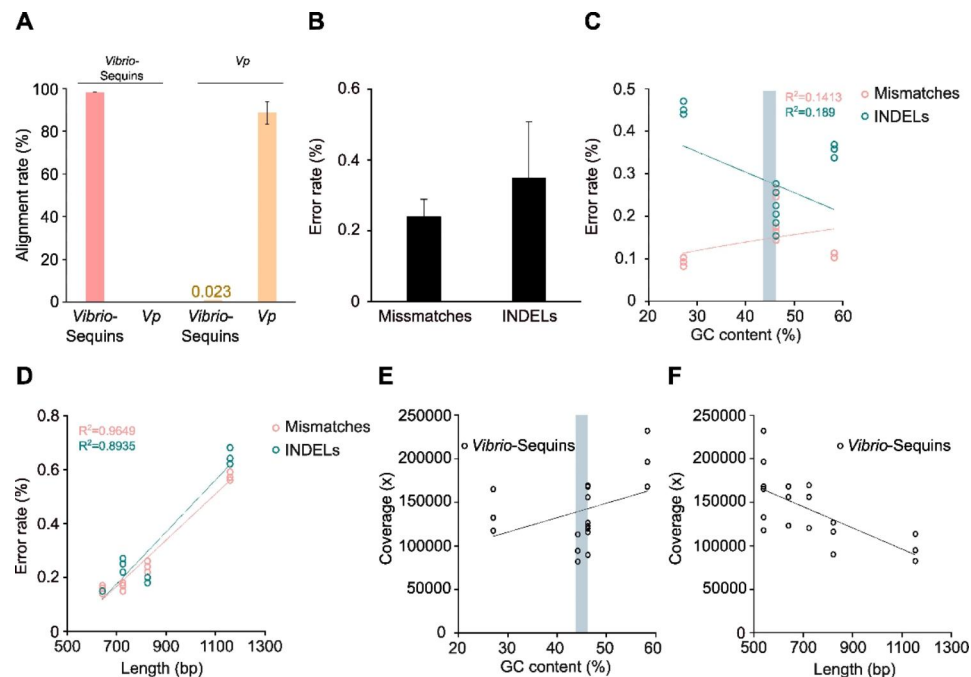 A
Vibrio-
Sequins
Vp
Alignment rate (%)
100
80
60
40
20
0
0.023
Vibrio-
Sequins
Vp
Vibrio-
Sequins
Vp
B
Error rate (%)
0.6
0.4
0.2
0
Missmatches
INDELs
C
R²=0.1413
R²=0.189
Mismatches
INDELs
Error rate (%)
0.5
0.4
0.3
0.2
0.1
0
20
40
60
GC content (%)
D
R²=0.9649
R²=0.8935
Mismatches
INDELs
Error rate (%)
0.8
0.6
0.4
0.2
0
500
700
900
1100
1300
Length (bp)
E
Vibrio-Sequins
Coverage (x)
250000
200000
150000
100000
50000
0
20
40
60
GC content (%)
F
Vibrio-Sequins
Coverage (x)
250000
200000
150000
100000
50000
0
500
700
900
1100
1300
Length (bp)